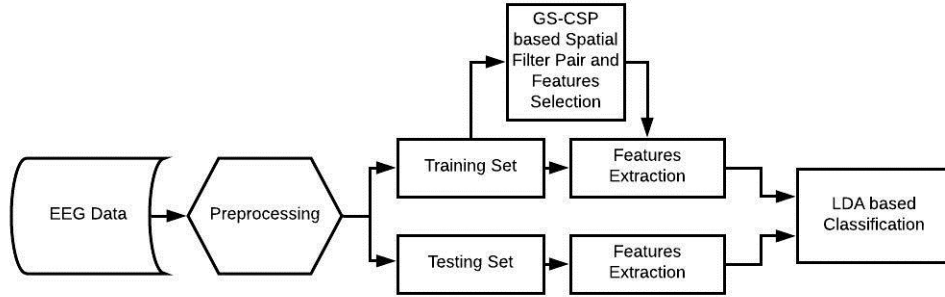 GS-CSP
based Spatial
Filter Pair and
Features
Selection
EEG Data
Preprocessing
Training Set
Features
Extraction
Testing Set
Features
Extraction
LDA based
Classification